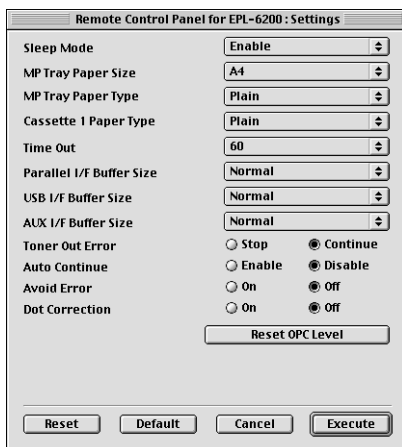 Remote Control Panel for EPL-6200 : Settings
Sleep Mode Enable
MP Tray Paper Size A4
MP Tray Paper Type Plain
Cassette 1 Paper Type Plain
Time Out 60
Parallel I/F Buffer Size Normal
USB I/F Buffer Size Normal
AUX I/F Buffer Size Normal
Toner Out Error Stop Continue
Auto Continue Enable Disable
Avoid Error On Off
Dot Correction On Off
Reset OPC Level
Reset Default Cancel Execute